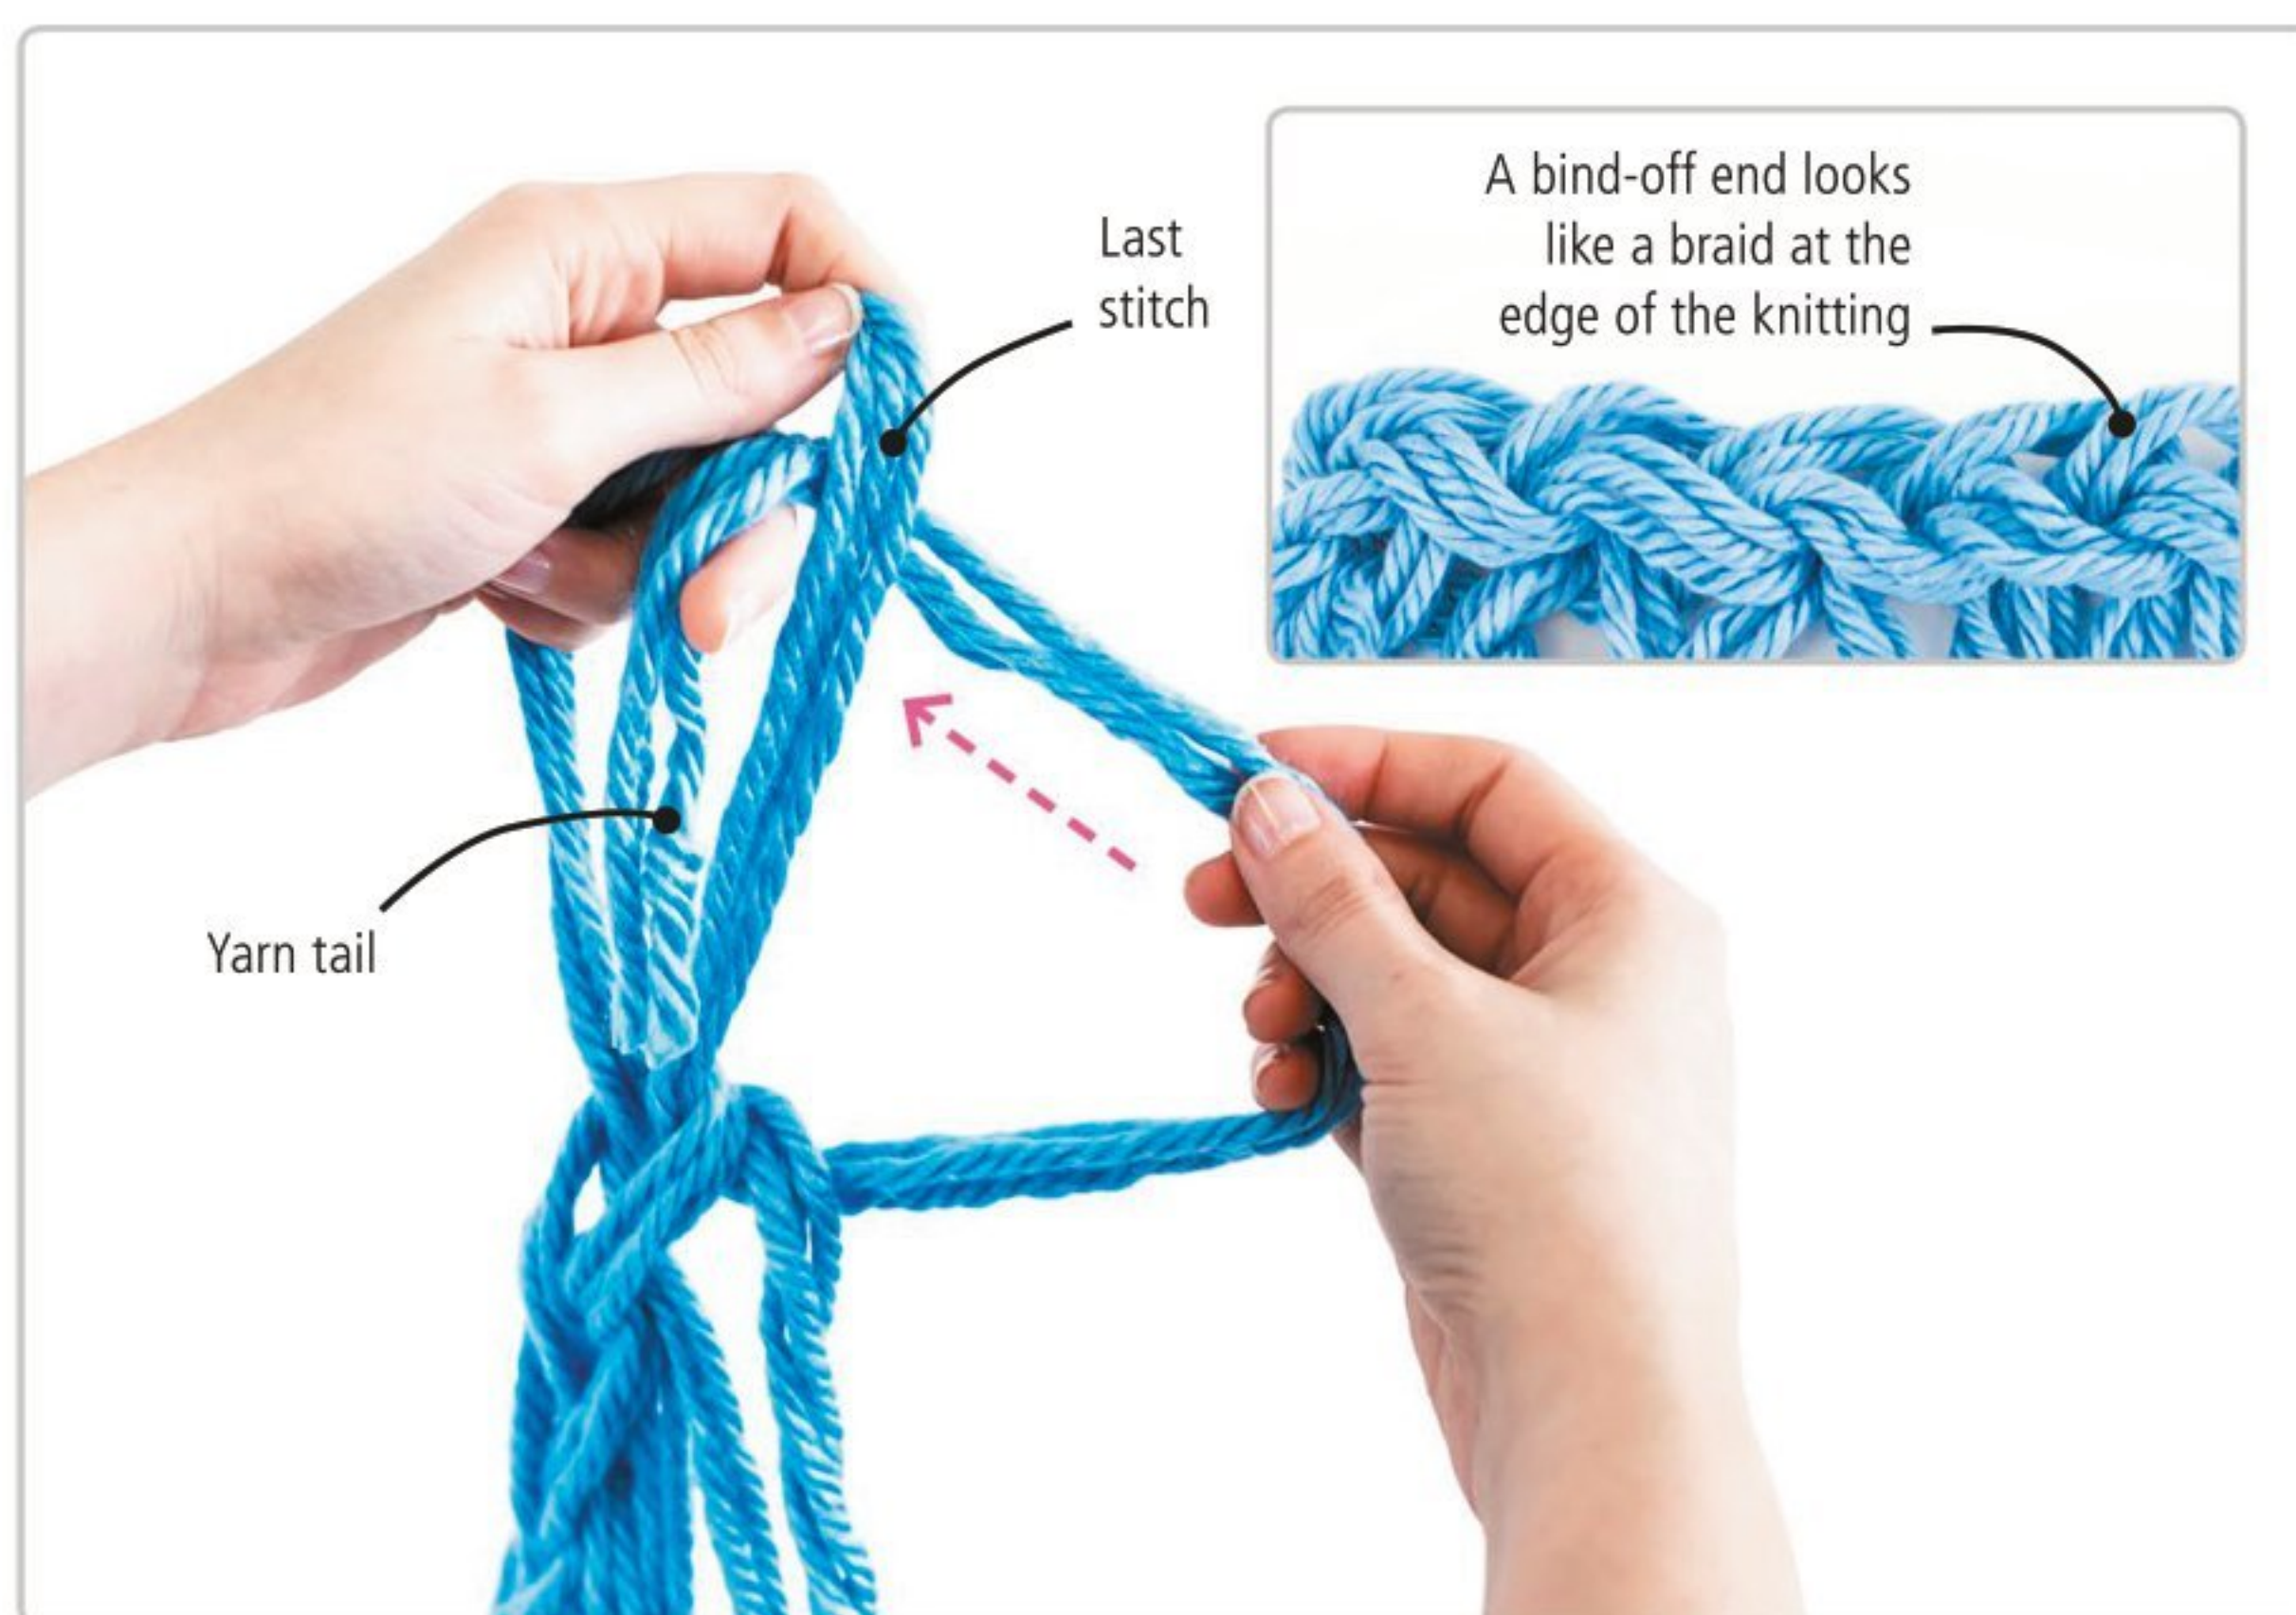 Last
stitch
A bind-off end looks
like a braid at the
edge of the knitting
Yarn tail